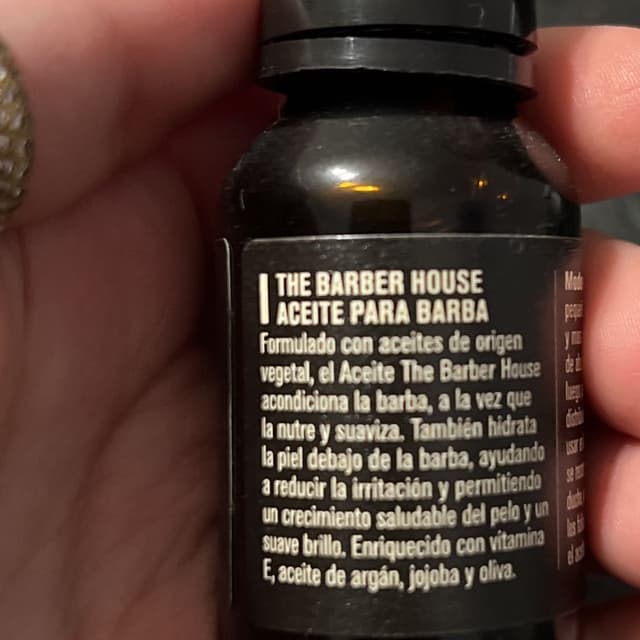 THE BARBER HOUSE
ACEITE PARA BARBA
Formulado con aceites de origen
vegetal, el Aceite The Barber House
acondiciona la barba, a la vez que
la nutre y suaviza. También hidrata
la piel debajo de la barba, ayudando
a reducir la irritación y permitiendo
un crecimiento saludable del pelo y un
suave brillo. Enriquecido con vitamina
E, aceite de argán, jojoba y oliva.